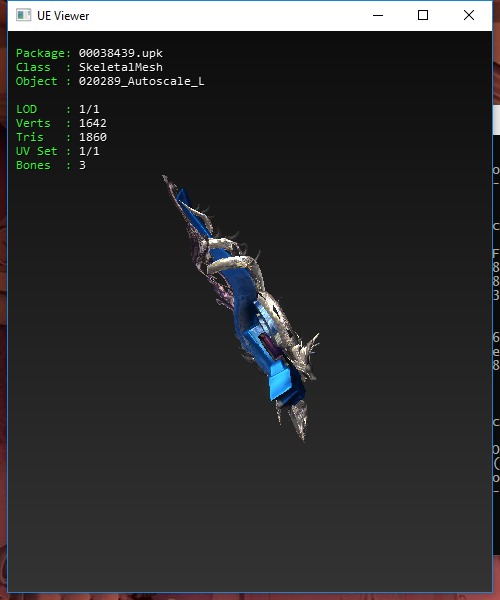 UE Viewer
Package: 00038439.upk
Class : SkeletalMesh
Object : 020289_Autoscale_L
LOD : 1/1
Verts : 1642
Tris : 1860
UV Set : 1/1
Bones : 3